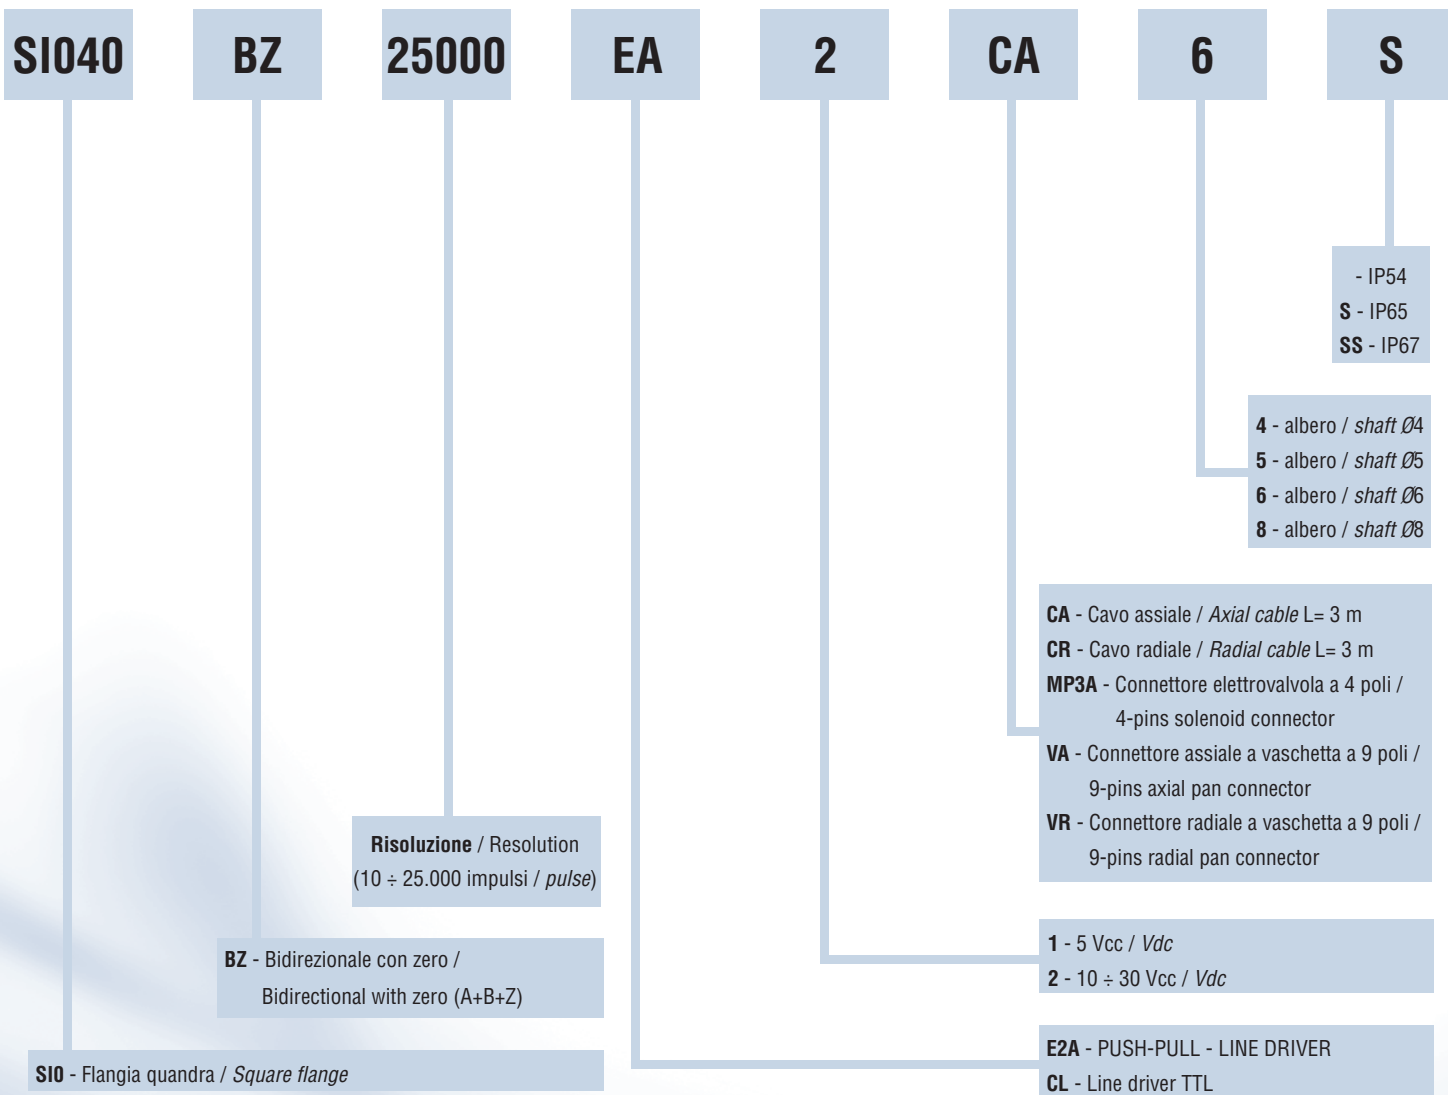 SI040 BZ 25000 EA 2 CA 6 S
- IP54
S - IP65
SS - IP67
4 - albero / shaft Ø4
5 - albero / shaft Ø5
6 - albero / shaft Ø6
8 - albero / shaft Ø8
CA - Cavo assiale / Axial cable L= 3 m
CR - Cavo radiale / Radial cable L= 3 m
MP3A - Connettore elettrovalvola a 4 poli /
4-pins solenoid connector
VA - Connettore assiale a vaschetta a 9 poli /
9-pins axial pan connector
VR - Connettore radiale a vaschetta a 9 poli /
9-pins radial pan connector
Risoluzione / Resolution
(10 ÷ 25.000 impulsi / pulse)
1 - 5 Vcc / Vdc
2 - 10 ÷ 30 Vcc / Vdc
BZ - Bidirezionale con zero /
Bidirectional with zero (A+B+Z)
E2A - PUSH-PULL - LINE DRIVER
CL - Line driver TTL
SI0 - Flangia quandra / Square flange